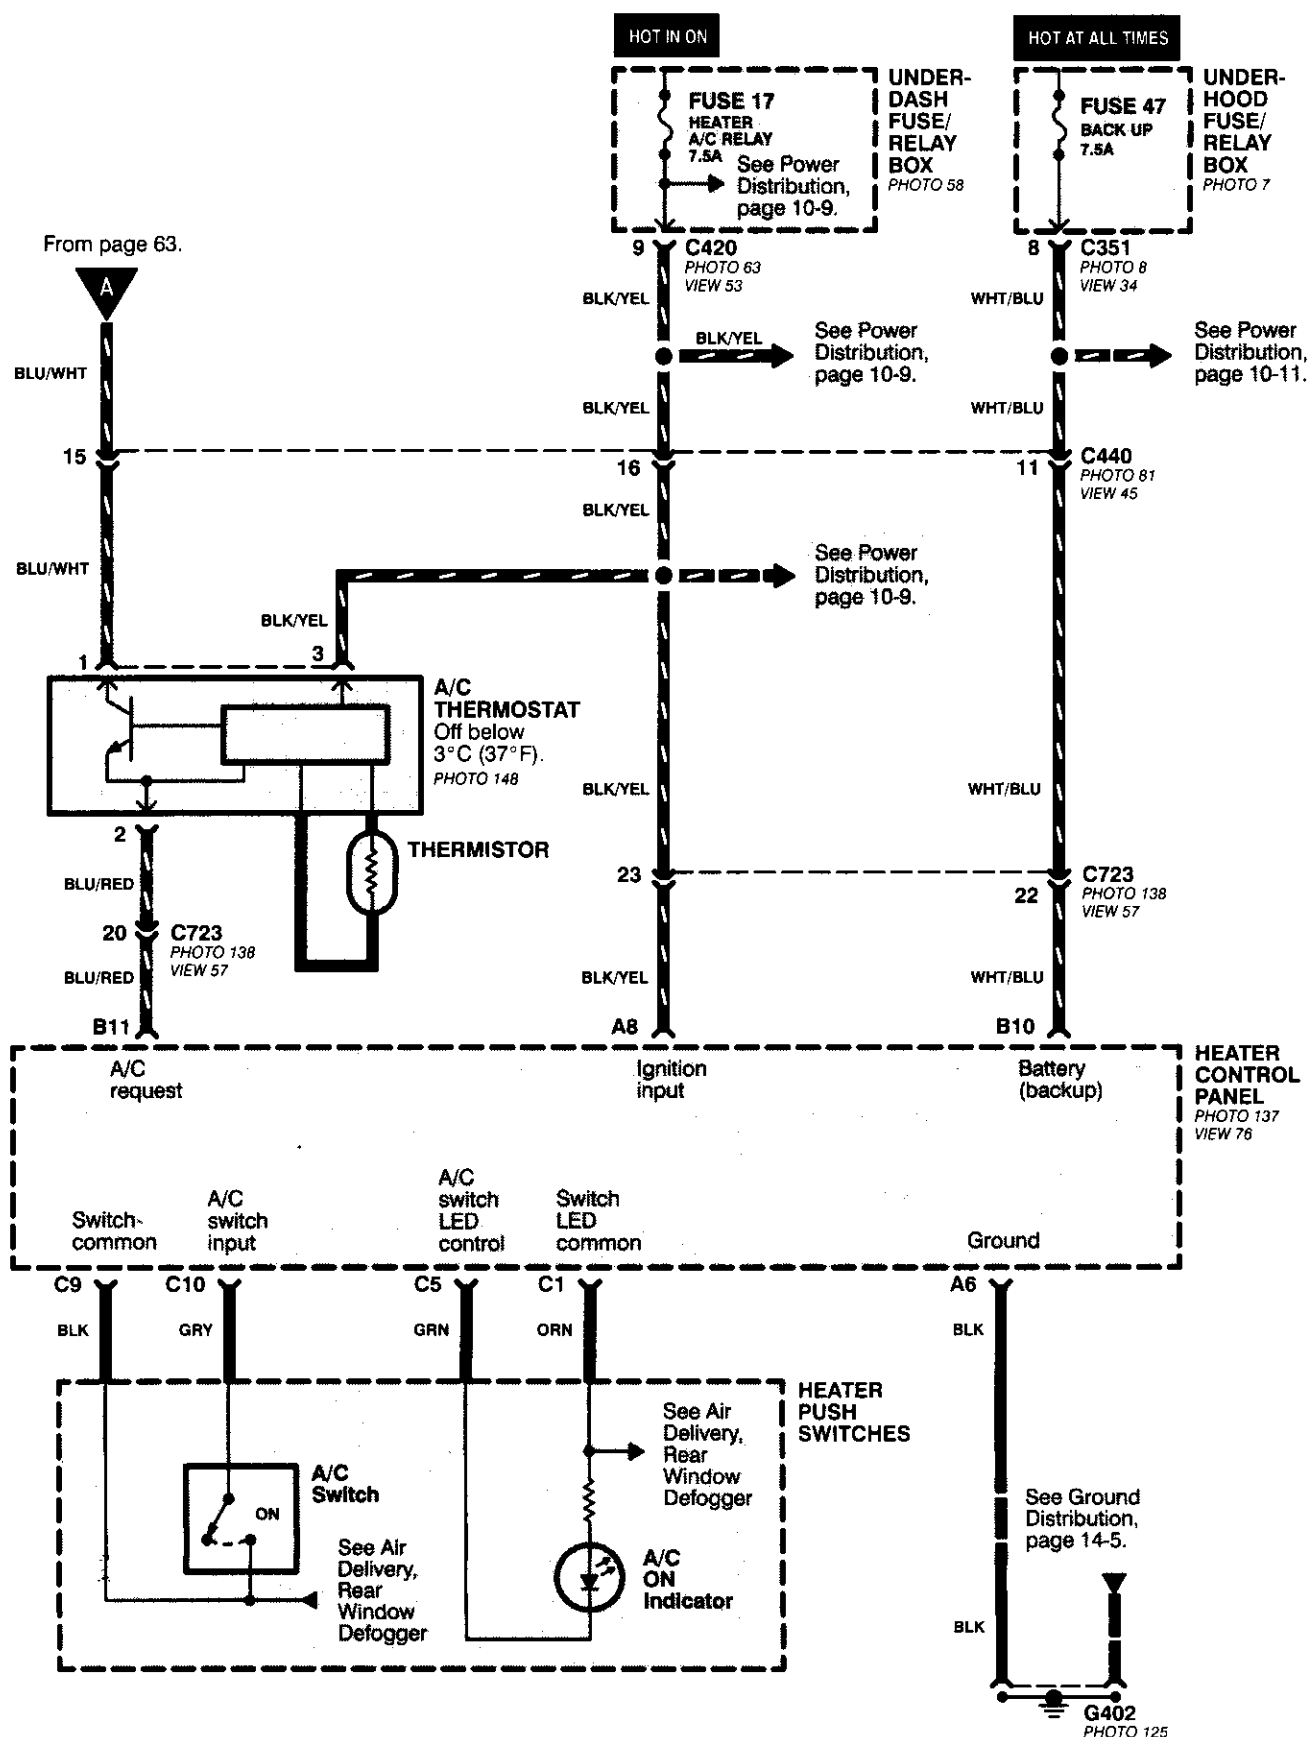 HOT IN ON
HOT AT ALL TIMES
FUSE 17
HEATER
A/C RELAY
7.5A
See Power
Distribution,
page 10-9.
UNDER-
DASH
FUSE/
RELAY
BOX
PHOTO 58
FUSE 47
BACK UP
7.5A
UNDER-
HOOD
FUSE/
RELAY
BOX
PHOTO 7
From page 63.
A
9
C420
PHOTO 63
VIEW 53
8
C351
PHOTO 8
VIEW 34
BLK/YEL
WHT/BLU
BLK/YEL
See Power
Distribution,
page 10-9.
See Power
Distribution,
page 10-11.
BLU/WHT
BLK/YEL
WHT/BLU
15
16
11
C440
PHOTO 81
VIEW 45
BLK/YEL
BLU/WHT
See Power
Distribution,
page 10-9.
BLK/YEL
1
3
A/C
THERMOSTAT
Off below
3°C (37°F).
PHOTO 148
BLK/YEL
WHT/BLU
2
THERMISTOR
BLU/RED
23
22
C723
PHOTO 138
VIEW 57
20
C723
PHOTO 138
VIEW 57
BLU/RED
BLK/YEL
WHT/BLU
B11
A8
B10
A/C
request
Ignition
input
Battery
(backup)
HEATER
CONTROL
PANEL
PHOTO 137
VIEW 76
Switch-
common
A/C
switch
input
A/C
switch
LED
control
Switch
LED
common
Ground
C9
C10
C5
C1
A6
BLK
GRY
GRN
ORN
BLK
HEATER
PUSH
SWITCHES
See Air
Delivery,
Rear
Window
Defogger
A/C
Switch
ON
See Air
Delivery,
Rear
Window
Defogger
A/C
ON
Indicator
See Ground
Distribution,
page 14-5.
BLK
G402
PHOTO 125